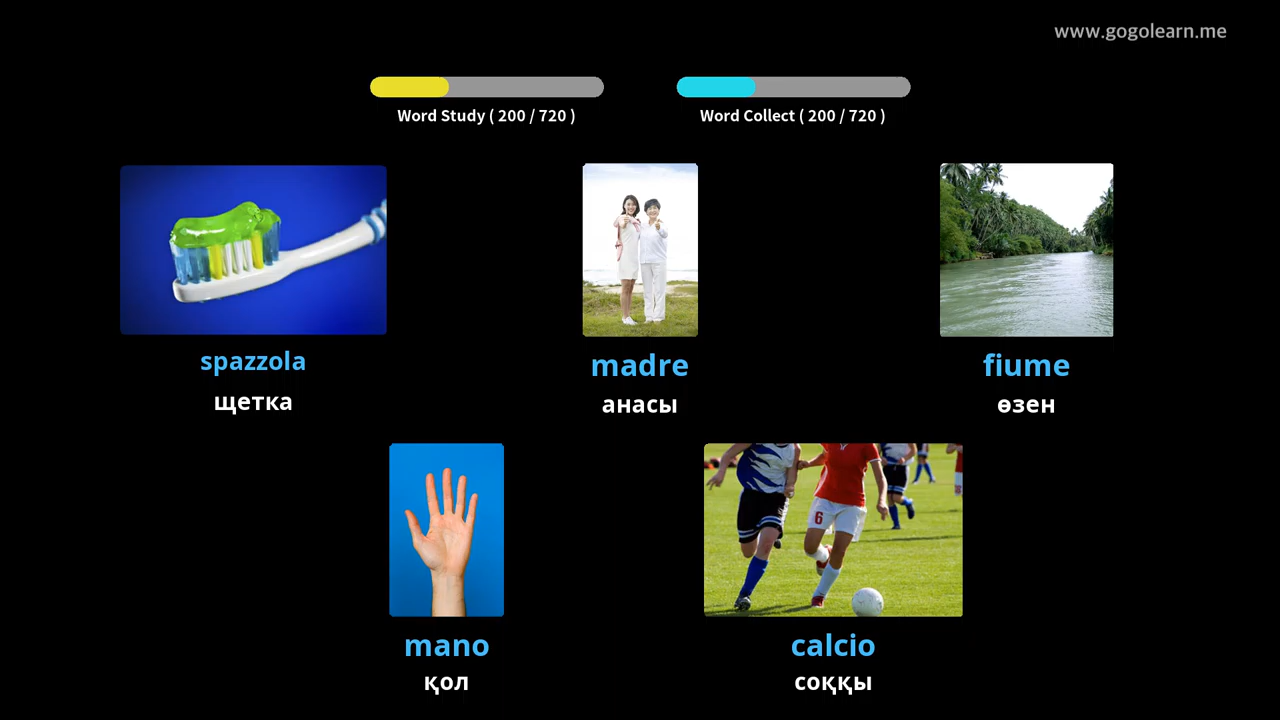 www.gogolearn.me
Word Study ( 200 / 720 )
Word Collect ( 200 / 720 )
spazzola
madre
fiume
щетка
анасы
өзен
mano
calcio
қол
соққы
6